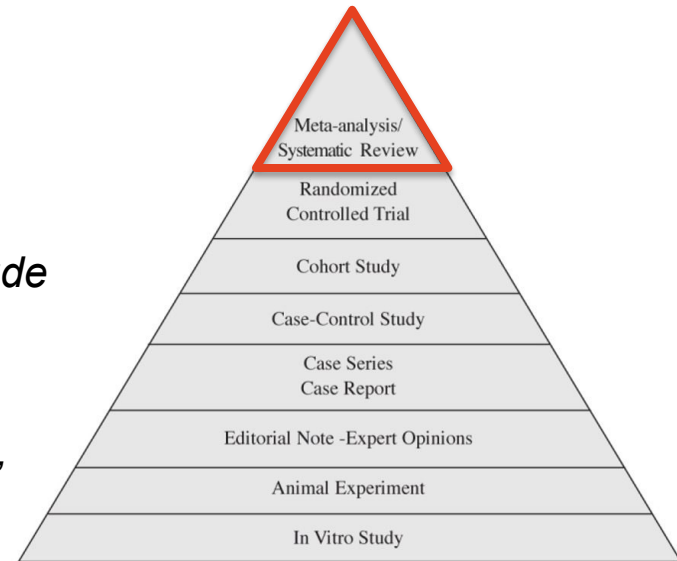 Meta-analysis/
Systematic Review
Randomized
Controlled Trial
de
Cohort Study
Case-Control Study
Case Series
Case Report
Editorial Note -Expert Opinions
,
Animal Experiment
In Vitro Study